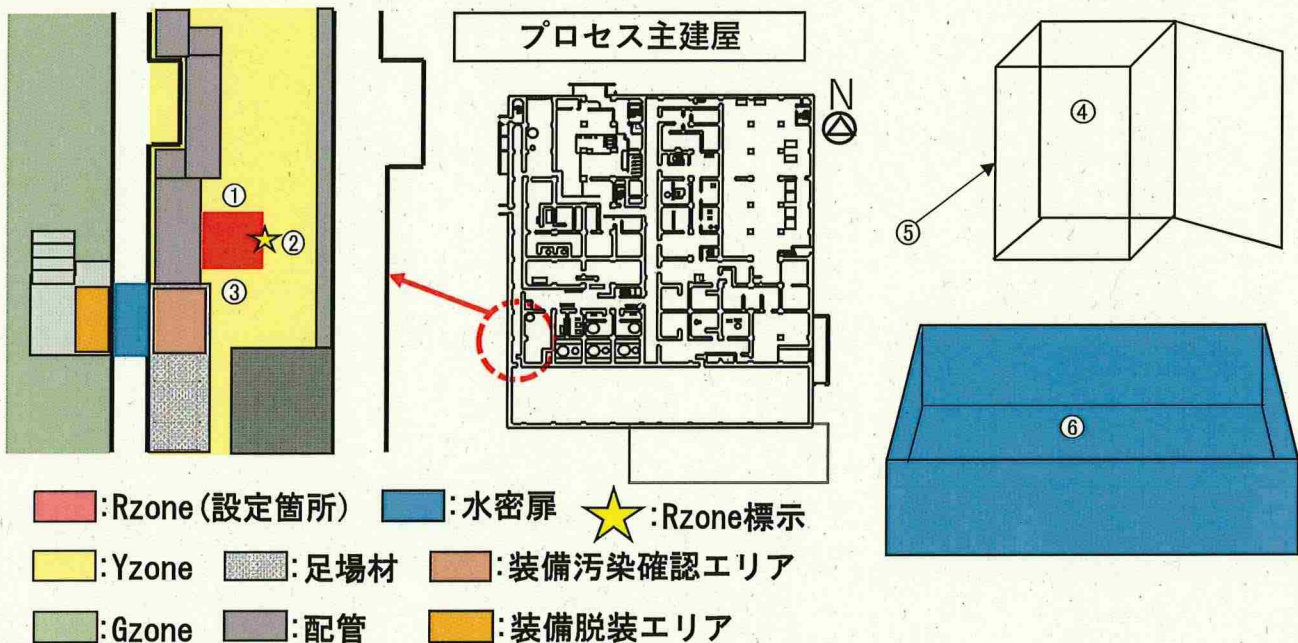 プロセス主建屋
N
①
②
③
④
⑤
⑥
:Rzone(設定箇所) :水密扉 :Rzone標示
:Yzone :足場材 :装備汚染確認エリア
:Gzone :配管 :装備脱装エリア